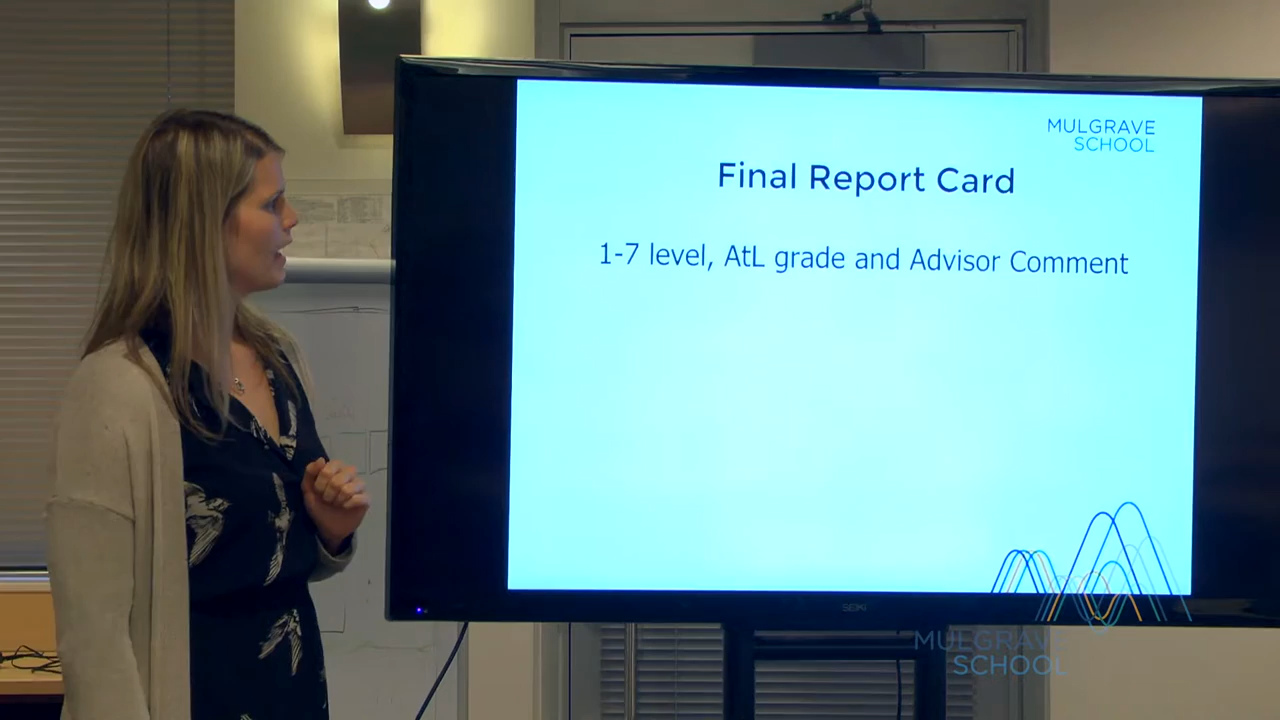 MULGRAVE
SCHOOL
Final Report Card
1-7 level, AtL grade and Advisor Comment
SEIKI
MULGRAVE
SCHOOL